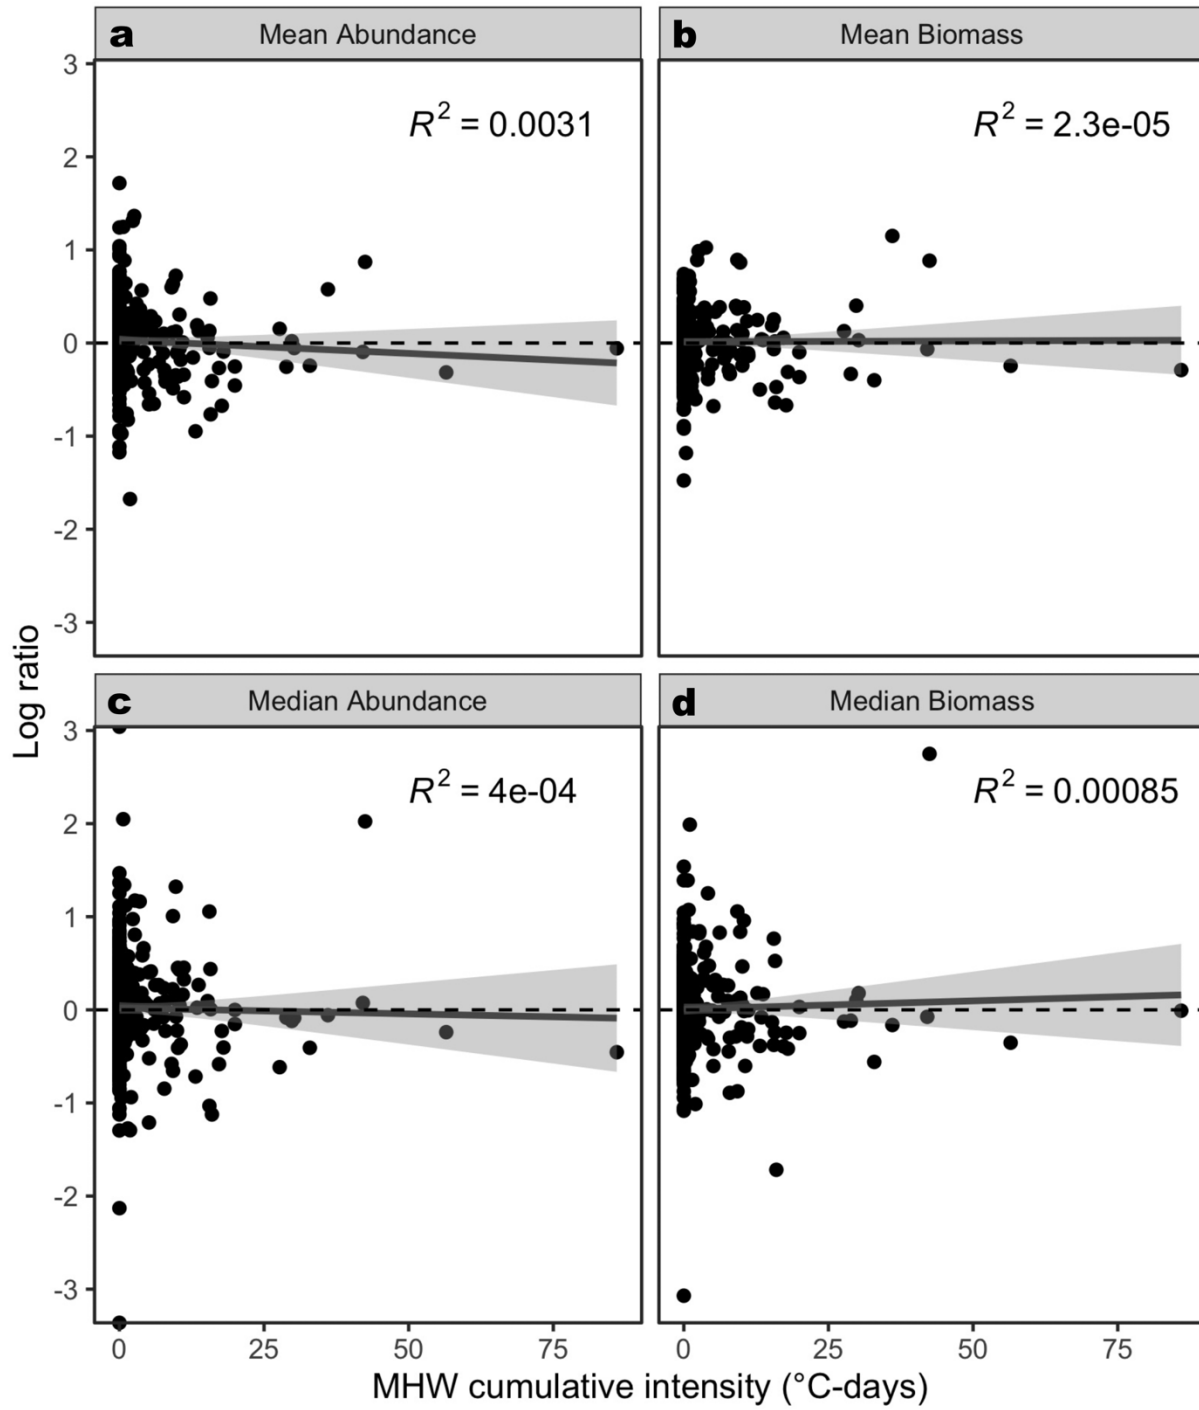 a Mean Abundance
b Mean Biomass
R² = 0.0031
R² = 2.3e-05
3
2
1
0
-1
-2
-3
c Median Abundance
d Median Biomass
R² = 4e-04
R² = 0.00085
3
2
1
0
-1
-2
-3
Log ratio
0 25 50 75
0 25 50 75
MHW cumulative intensity (°C-days)